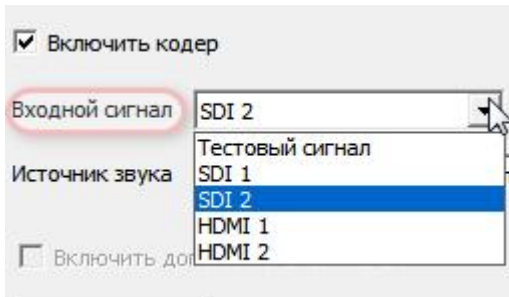 Включить кодер
Входной сигнал SDI 2
Тестовый сигнал
Источник звука SDI 1
SDI 2
HDMI 1
Включить HDMI 2